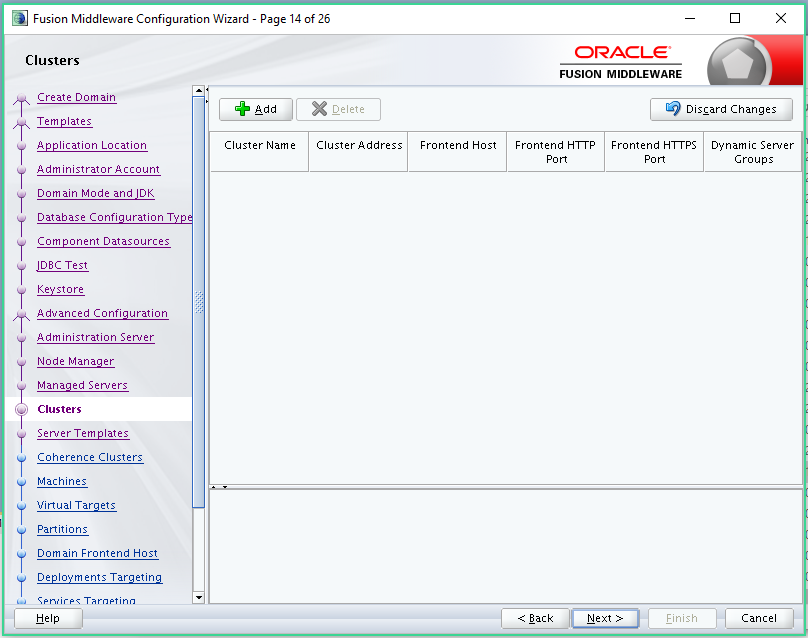 Fusion Middleware Configuration Wizard - Page 14 of 26
Clusters
ORACLE
FUSION MIDDLEWARE
Create Domain
Templates
Application Location
Administrator Account
Domain Mode and JDK
Database Configuration Type
Component Datasources
JDBC Test
Keystore
Advanced Configuration
Administration Server
Node Manager
Managed Servers
Clusters
Server Templates
Coherence Clusters
Machines
Virtual Targets
Partitions
Domain Frontend Host
Deployments Targeting
Services Targeting
Add Delete Discard Changes
Cluster Name Cluster Address Frontend Host Frontend HTTP Port Frontend HTTPS Port Dynamic Server Groups
Help < Back Next > Finish Cancel